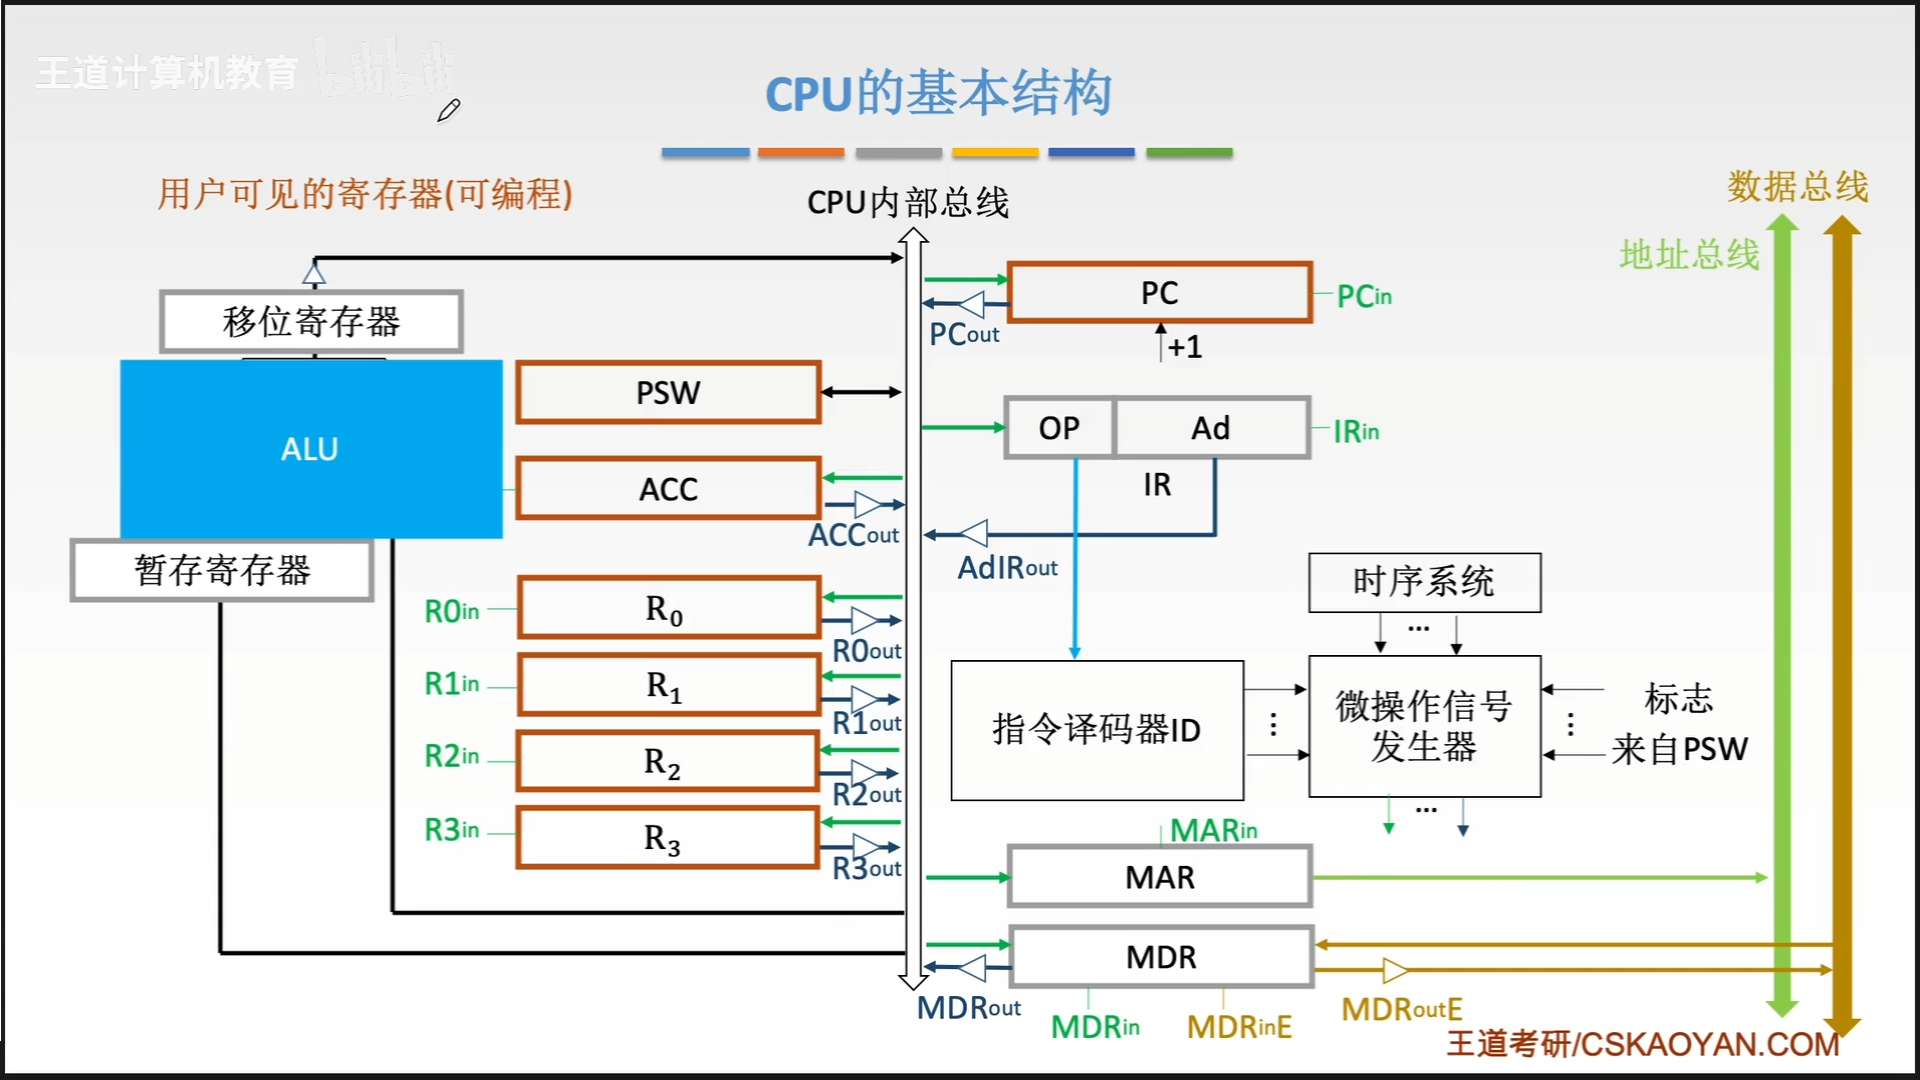 王道计算机教育 bilibili
CPU的基本结构
用户可见的寄存器(可编程)
CPU内部总线
数据总线
地址总线
移位寄存器
PC
PCin
PCout
+1
PSW
ALU
OP
Ad
IRin
IR
ACC
ACCout
AdIRout
暂存寄存器
时序系统
...
R0in
R0
R0out
R1in
R1
R1out
指令译码器ID
⋮
微操作信号
发生器
⋮
标志
来自PSW
R2in
R2
R2out
...
R3in
R3
R3out
MARin
MAR
MDR
MDRout
MDRin
MDRinE
MDRoutE
王道考研/CSKAOYAN.COM